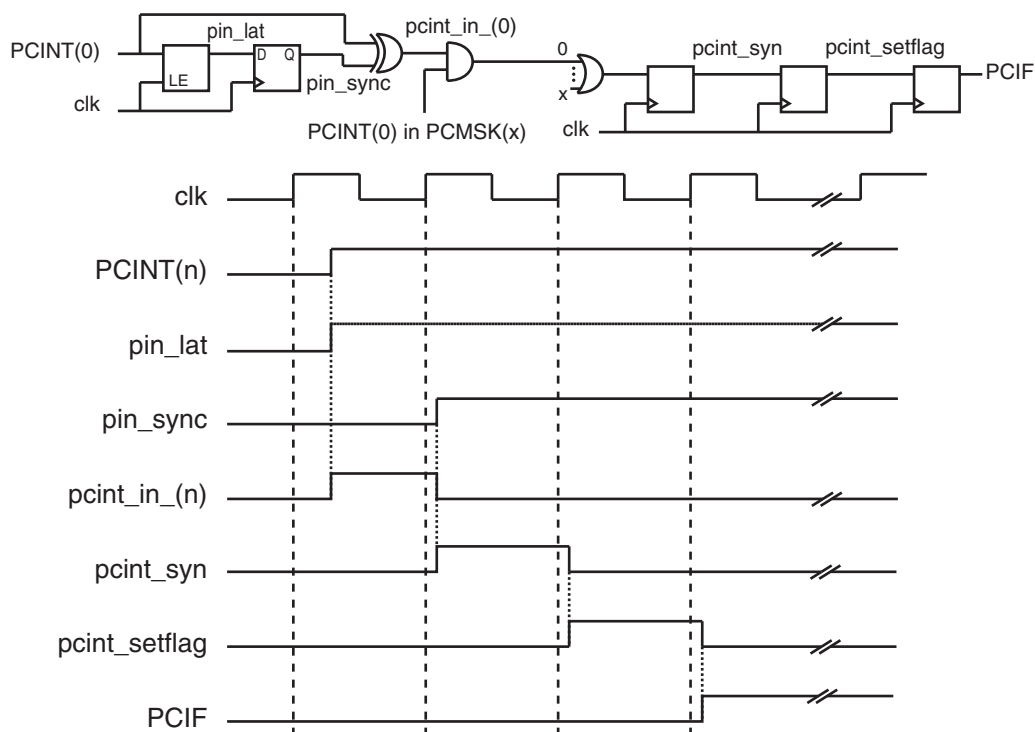 pin_lat
pcint_in_(0)
PCINT(0)
D Q
LE
pin_sync
clk
PCINT(0) in PCMSK(x)
0
x
clk
pcint_syn
pcint_setflag
PCIF
clk
PCINT(n)
pin_lat
pin_sync
pcint_in_(n)
pcint_syn
pcint_setflag
PCIF